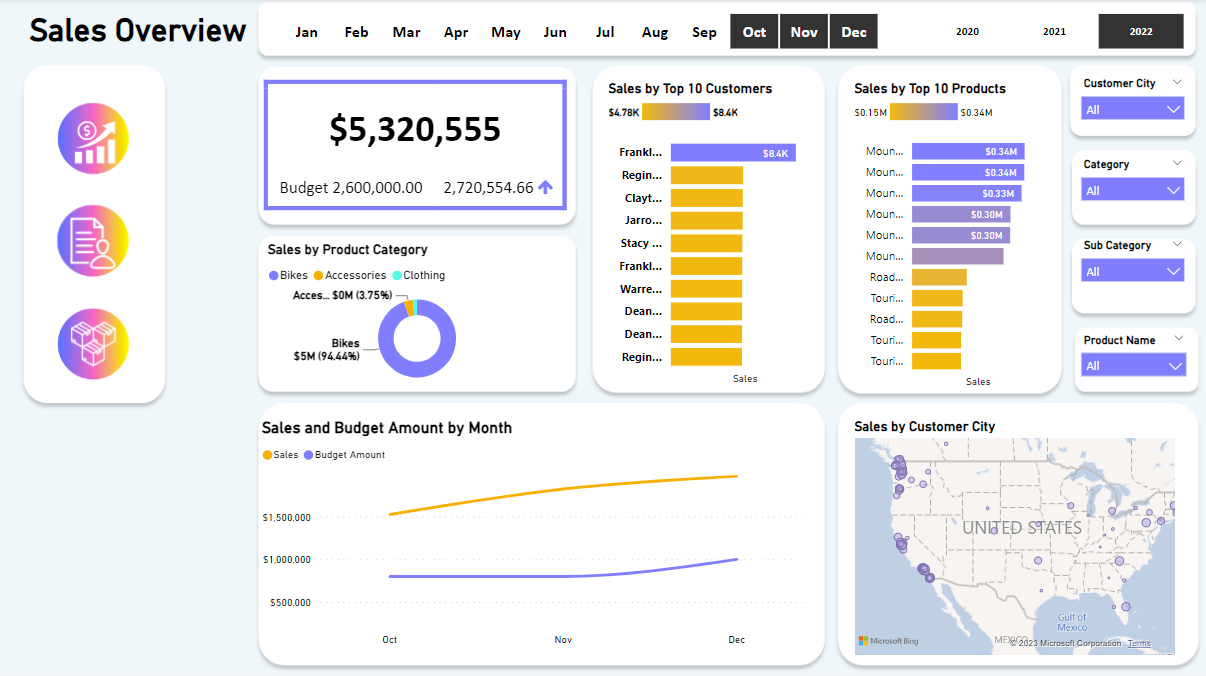 Sales Overview
Jan Feb Mar Apr May Jun Jul Aug Sep Oct Nov Dec
2020 2021 2022
$5,320,555
Budget 2,600,000.00 2,720,554.66
Sales by Product Category
Bikes Accessories Clothing
Acces... $0M (3.75%)
Bikes
$5M (94.44%)
Sales by Top 10 Customers
$4.78K $8.4K
Frankl... $8.4K
Regin...
Clayt...
Jarro...
Stacy ...
Frankl...
Warre...
Dean...
Dean...
Regin...
Sales
Sales by Top 10 Products
$0.15M $0.34M
Moun... $0.34M
Moun... $0.34M
Moun... $0.33M
Moun... $0.30M
Moun... $0.30M
Moun...
Road...
Touri...
Road...
Touri...
Touri...
Sales
Customer City
All
Category
All
Sub Category
All
Product Name
All
Sales and Budget Amount by Month
Sales Budget Amount
$1,500,000
$1,000,000
$500,000
Oct Nov Dec
Sales by Customer City
UNITED STATES
Gulf of
Mexico
MEXICO
Microsoft Bing
© 2023 Microsoft Corporation Terms